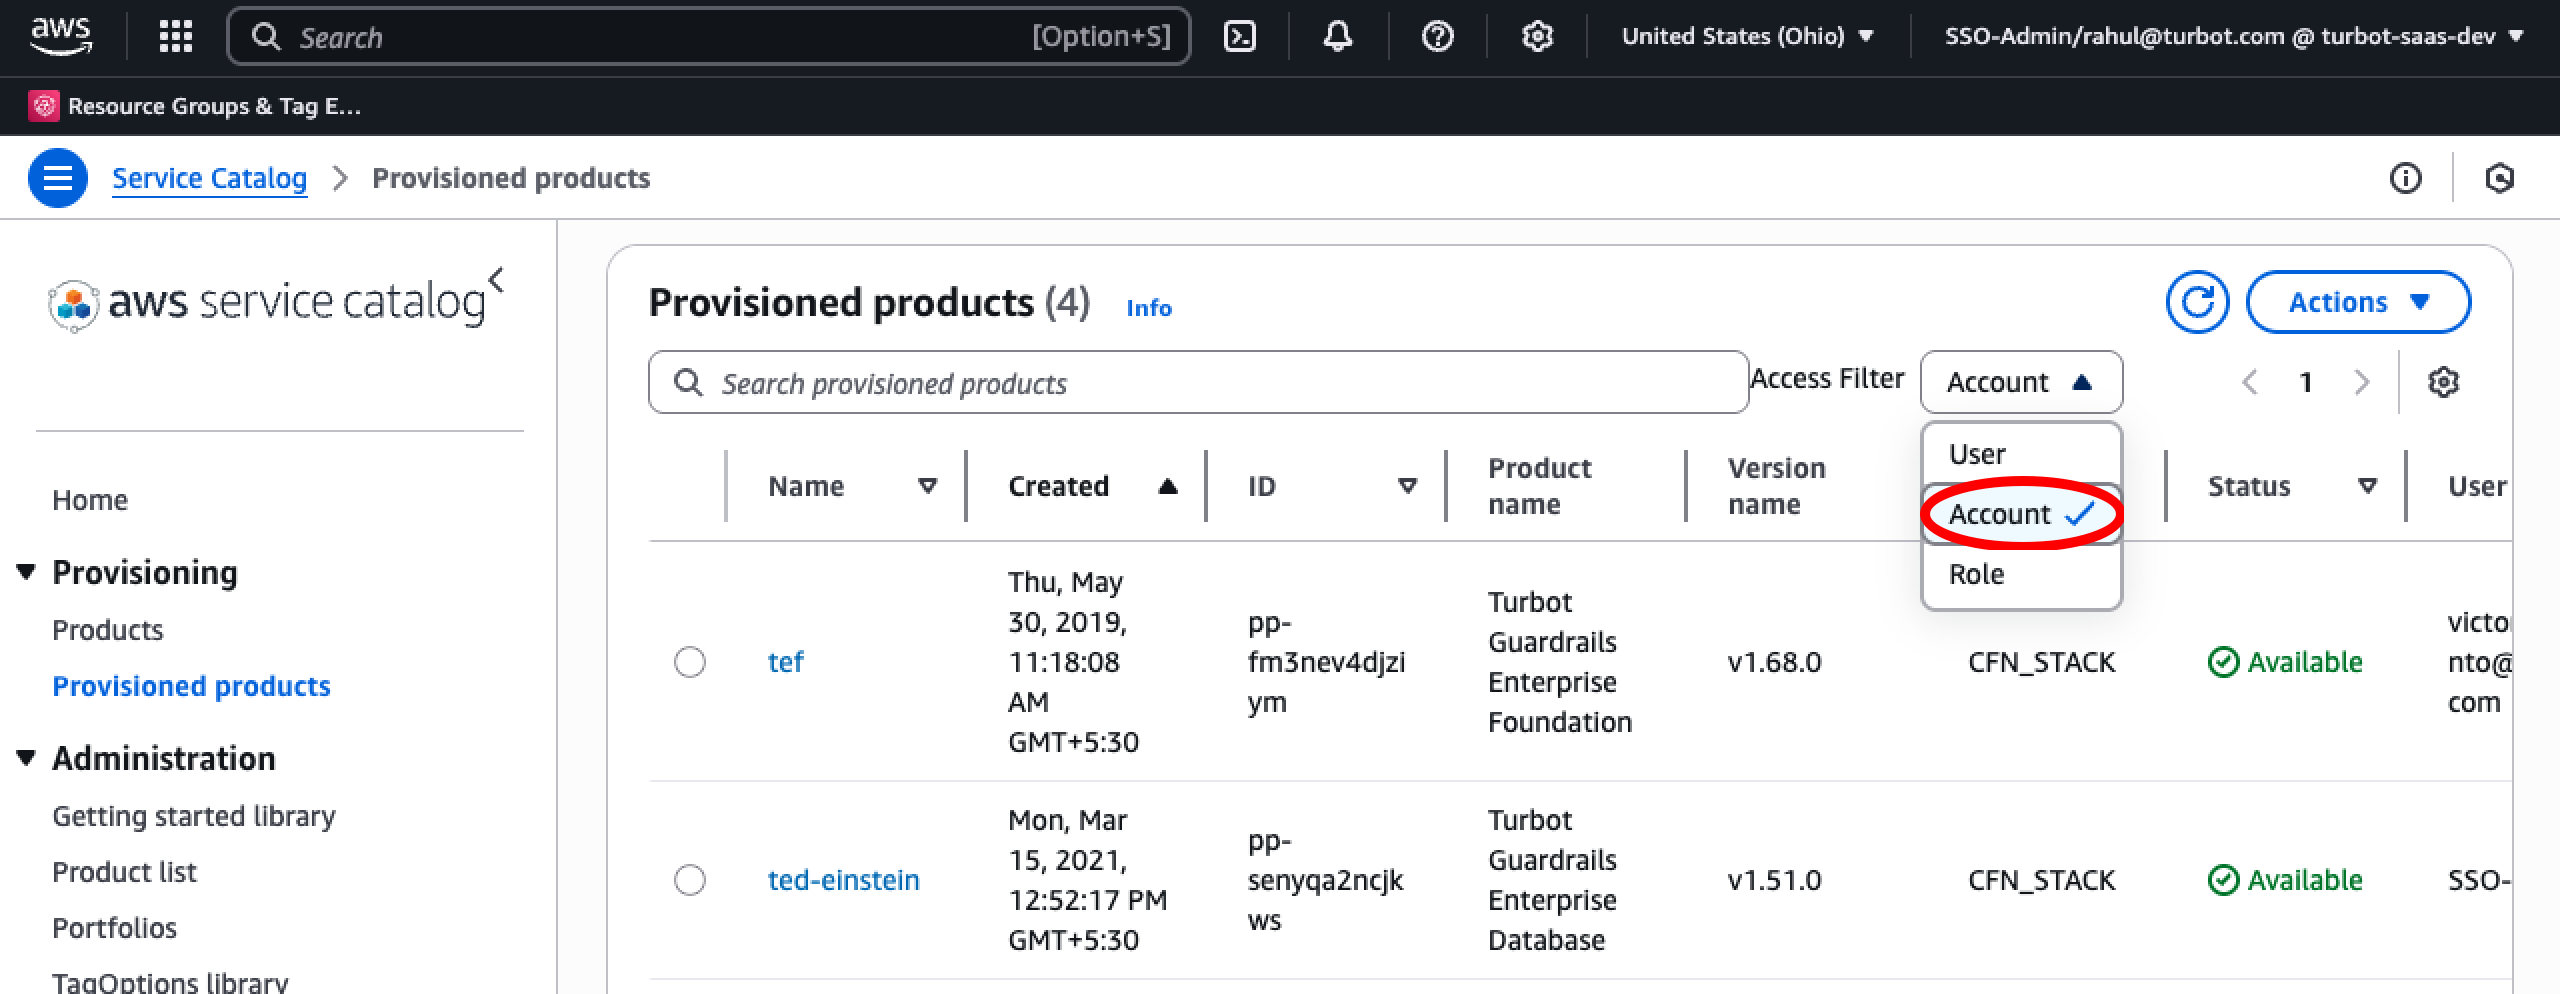 aws
Search [Option+S] United States (Ohio) SSO-Admin/rahul@turbot.com @ turbot-saas-dev
Resource Groups & Tag E...
Service Catalog Provisioned products
aws service catalog
Home
Provisioning
Products
Provisioned products
Administration
Getting started library
Product list
Portfolios
TagOptions library
Provisioned products (4) Info
Actions
Search provisioned products
Access Filter
Account
1
User
Account
Role
Name
Created
ID
Product
name
Version
name
Status
User
tef
Thu, May
30, 2019,
11:18:08
AM
GMT+5:30
pp-
fm3nev4djzi
ym
Turbot
Guardrails
Enterprise
Foundation
v1.68.0
CFN_STACK
Available
victo
nto@
com
ted-einstein
Mon, Mar
15, 2021,
12:52:17 PM
GMT+5:30
pp-
senyqa2ncjk
ws
Turbot
Guardrails
Enterprise
Database
v1.51.0
CFN_STACK
Available
SSO-